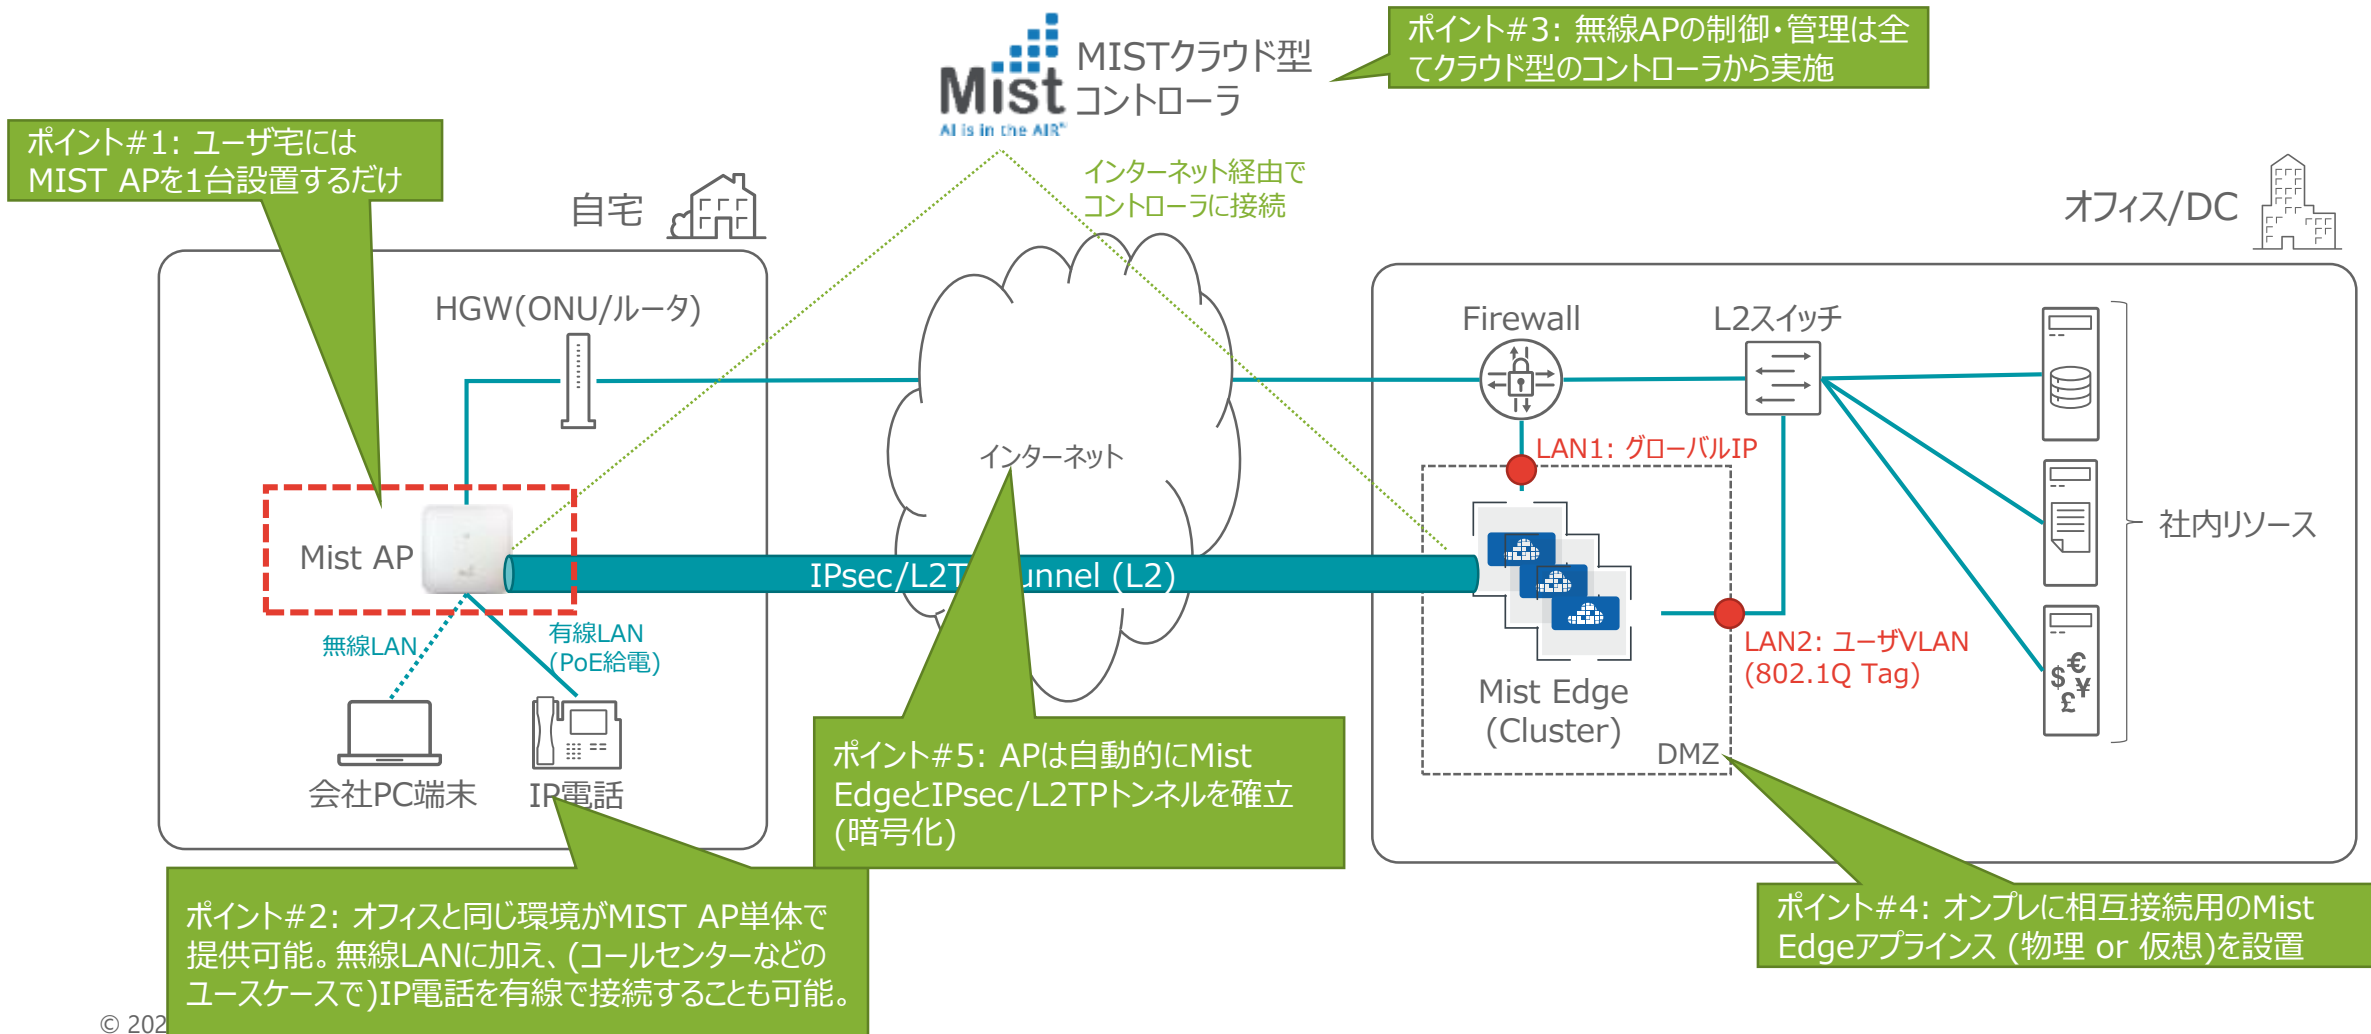 Mist
AI is in the AIR
MISTクラウド型
コントローラ
ポイント#3: 無線APの制御・管理は全
てクラウド型のコントローラから実施
ポイント#1: ユーザ宅には
MIST APを1台設置するだけ
自宅
インターネット経由で
コントローラに接続
オフィス/DC
HGW(ONU/ルータ)
Firewall
L2スイッチ
インターネット
LAN1: グローバルIP
社内リソース
Mist AP
IPsec/L2T unnel (L2)
無線LAN
有線LAN
(PoE給電)
LAN2: ユーザVLAN
(802.1Q Tag)
$ € ¥ £
Mist Edge
(Cluster)
DMZ
会社PC端末
IP電話
ポイント#5: APは自動的にMist
EdgeとIPsec/L2TPトンネルを確立
(暗号化)
ポイント#2: オフィスと同じ環境がMIST AP単体で
提供可能。無線LANに加え、(コールセンターなどの
ユースケースで)IP電話を有線で接続することも可能。
ポイント#4: オンプレに相互接続用のMist
Edgeアプラインス (物理 or 仮想)を設置
© 202